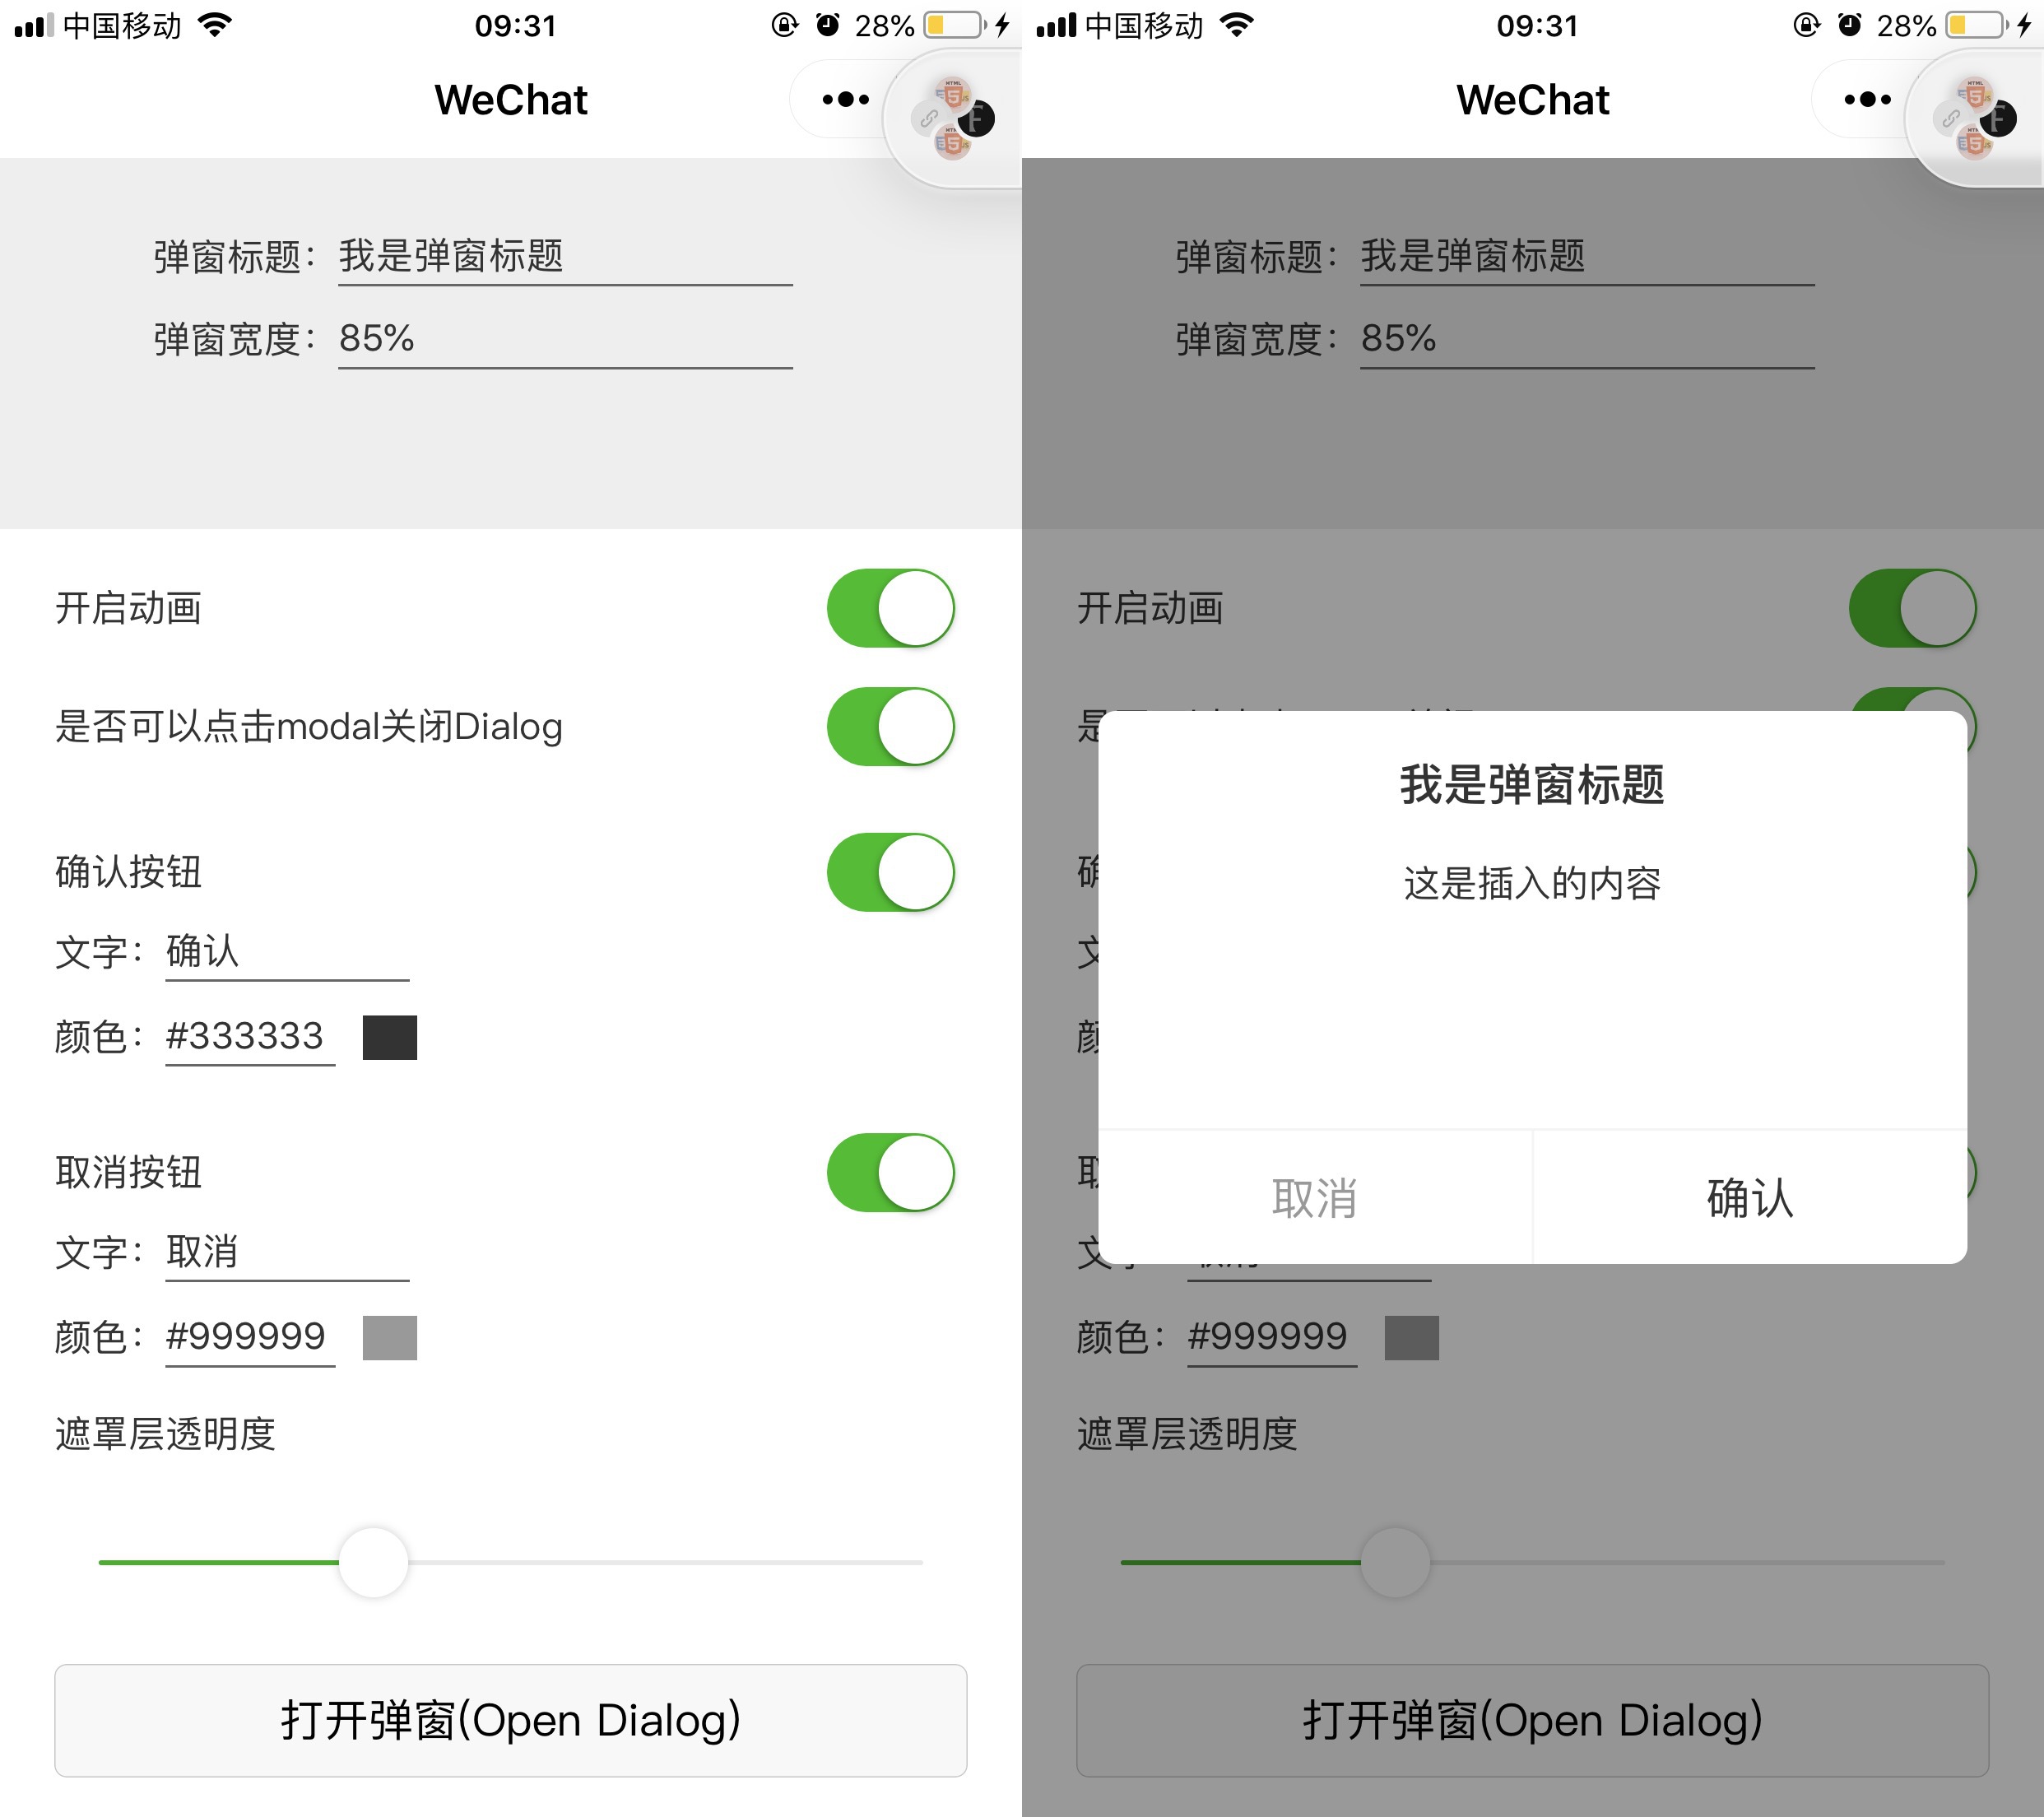 中国移动 09:31 28%
WeChat
弹窗标题： 我是弹窗标题
弹窗宽度： 85%
开启动画
是否可以点击modal关闭Dialog
确认按钮
文字： 确认
颜色： #333333
取消按钮
文字： 取消
颜色： #999999
遮罩层透明度
打开弹窗(Open Dialog)
中国移动 09:31 28%
WeChat
弹窗标题： 我是弹窗标题
弹窗宽度： 85%
开启动画
我是弹窗标题
这是插入的内容
取消 确认
颜色： #999999
遮罩层透明度
打开弹窗(Open Dialog)